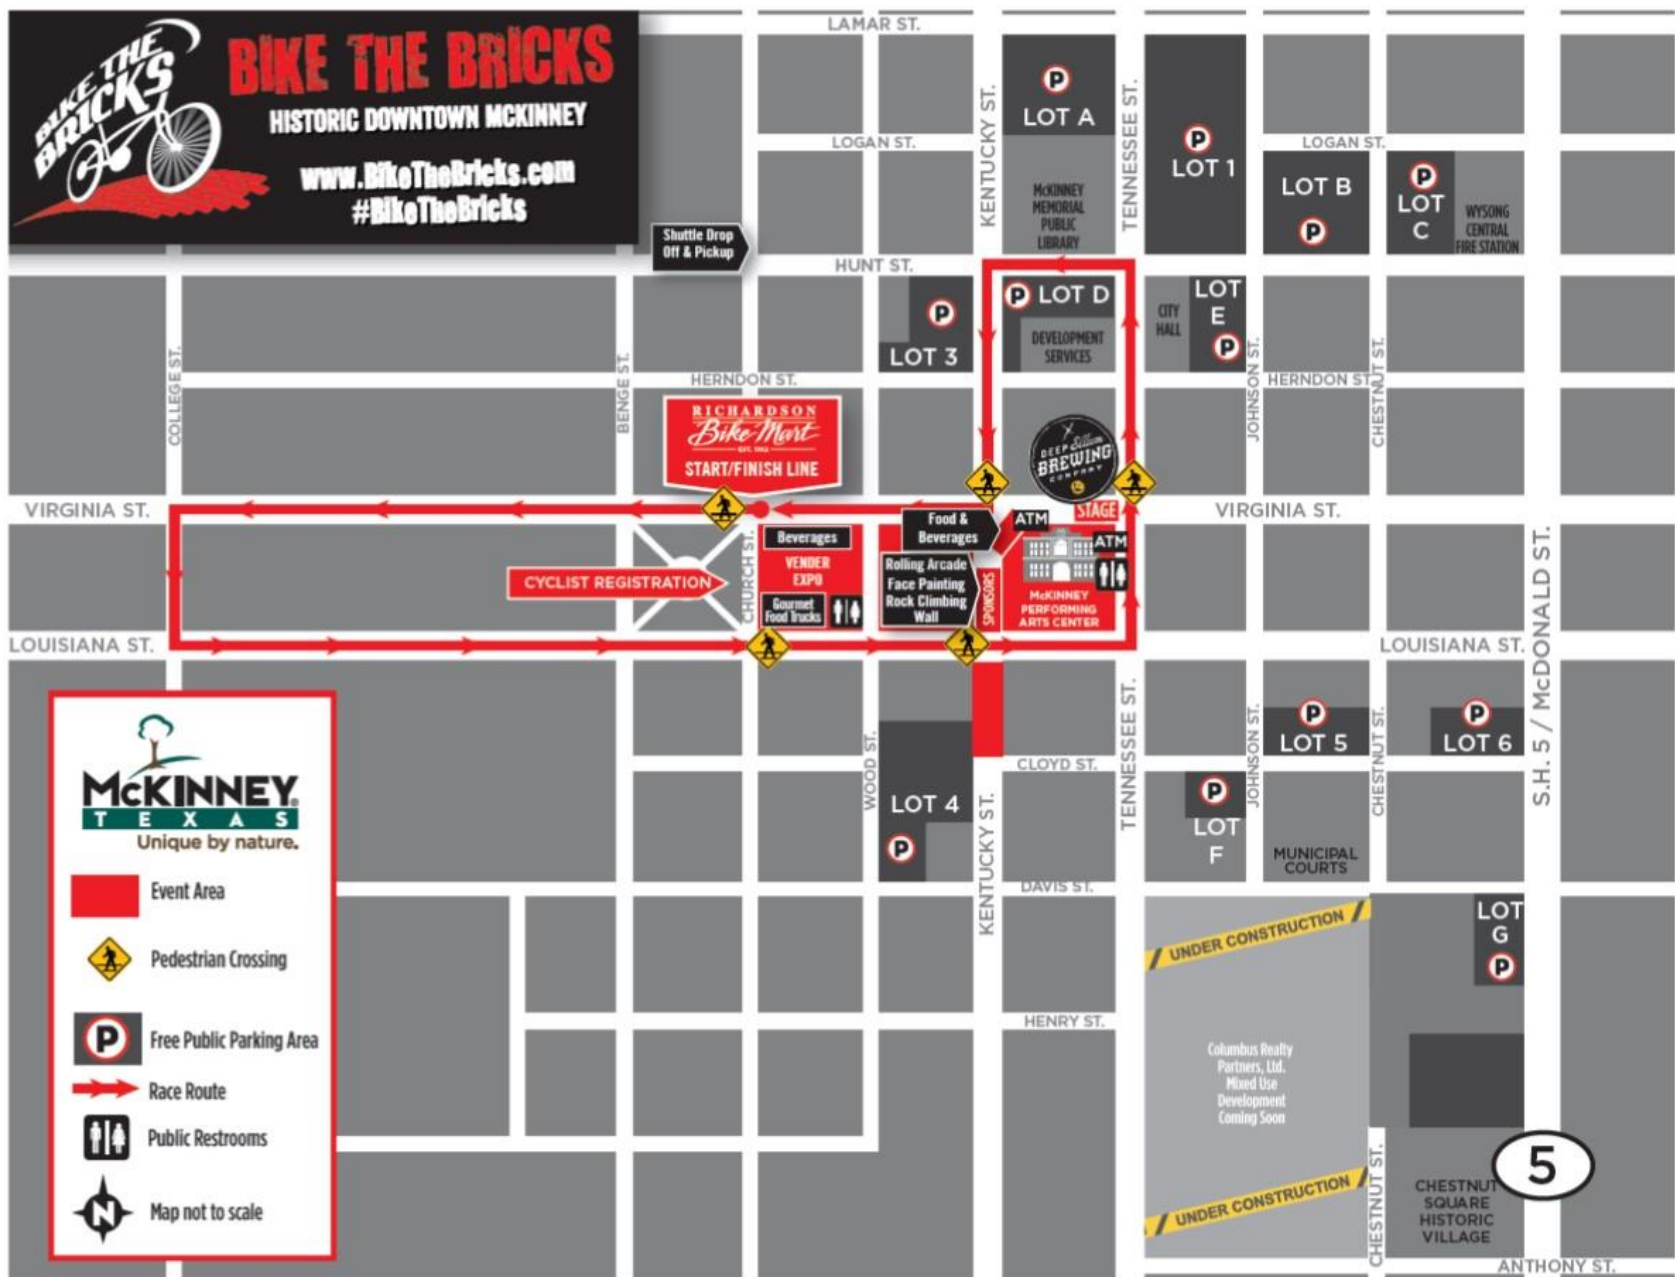 BIKE THE
BRICKS
BIKE THE BRICKS
HISTORIC DOWNTOWN MCKINNEY
www.BikeTheBricks.com
#BikeTheBricks
LAMAR ST.
KENTUCKY ST.
TENNESSEE ST.
P
LOT A
P
LOT 1
LOGAN ST.
LOGAN ST.
McKINNEY
MEMORIAL
PUBLIC
LIBRARY
LOT B
P
P
LOT
C
WYSONG
CENTRAL
FIRE STATION
Shuttle Drop
Off & Pickup
HUNT ST.
P
LOT 3
P LOT D
DEVELOPMENT
SERVICES
CITY
HALL
LOT
E
P
COLLEGE ST.
BENGE ST.
HERNDON ST.
JOHNSON ST.
HERNDON ST.
CHESTNUT ST.
RICHARDSON
Bike Mart
EST. 1962
START/FINISH LINE
DEEP Ellum
BREWING
COMPANY
VIRGINIA ST.
VIRGINIA ST.
STAGE
ATM
ATM
Food &
Beverages
CHURCH ST.
Beverages
VENDER
EXPO
Gourmet
Food Trucks
Rolling Arcade
Face Painting
Rock Climbing
Wall
SPONSORS
McKINNEY
PERFORMING
ARTS CENTER
CYCLIST REGISTRATION
LOUISIANA ST.
LOUISIANA ST.
S.H. 5 / McDONALD ST.
WOOD ST.
LOT 4
P
KENTUCKY ST.
CLOYD ST.
TENNESSEE ST.
JOHNSON ST.
P
LOT 5
CHESTNUT ST.
P
LOT 6
P
LOT
F
MUNICIPAL
COURTS
DAVIS ST.
UNDER CONSTRUCTION
LOT
G
P
HENRY ST.
Columbus Realty
Partners, Ltd.
Mixed Use
Development
Coming Soon
UNDER CONSTRUCTION
CHESTNUT ST.
5
CHESTNUT
SQUARE
HISTORIC
VILLAGE
ANTHONY ST.
McKINNEY
TEXAS
Unique by nature.
Event Area
Pedestrian Crossing
P
Free Public Parking Area
Race Route
Public Restrooms
N
Map not to scale